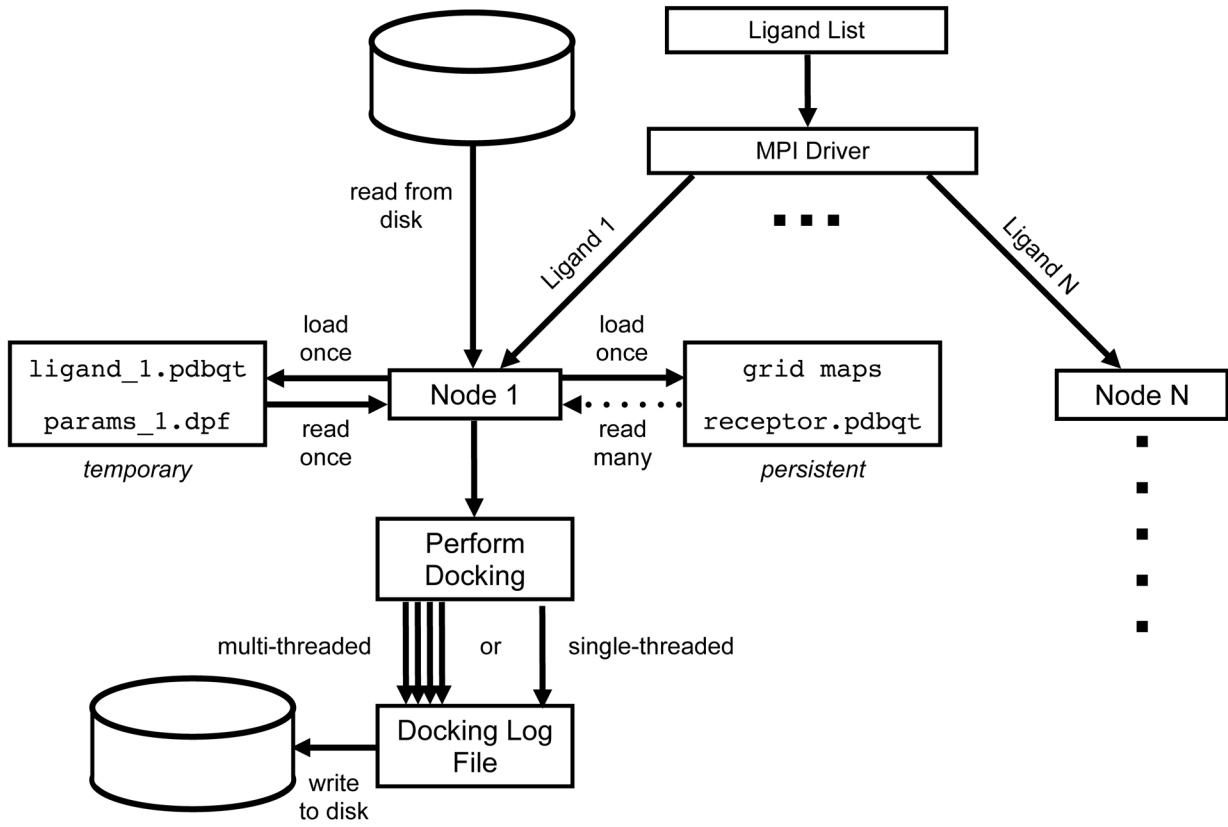 Ligand List
MPI Driver
read from
disk
Ligand 1
Ligand N
load
once
load
once
ligand_1.pdbqt
params_1.dpf
Node 1
grid maps
receptor.pdbqt
Node N
read
once
read
many
temporary
persistent
Perform
Docking
multi-threaded
or
single-threaded
Docking Log
File
write
to disk